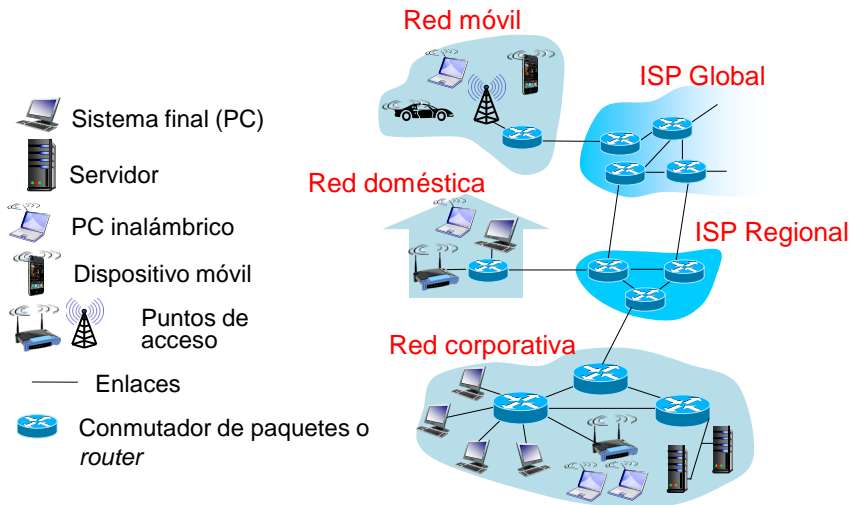 Red móvil
ISP Global
Sistema final (PC)
Servidor
Red doméstica
PC inalámbrico
ISP Regional
Dispositivo móvil
Puntos de
acceso
Red corporativa
Enlaces
Conmutador de paquetes o
router